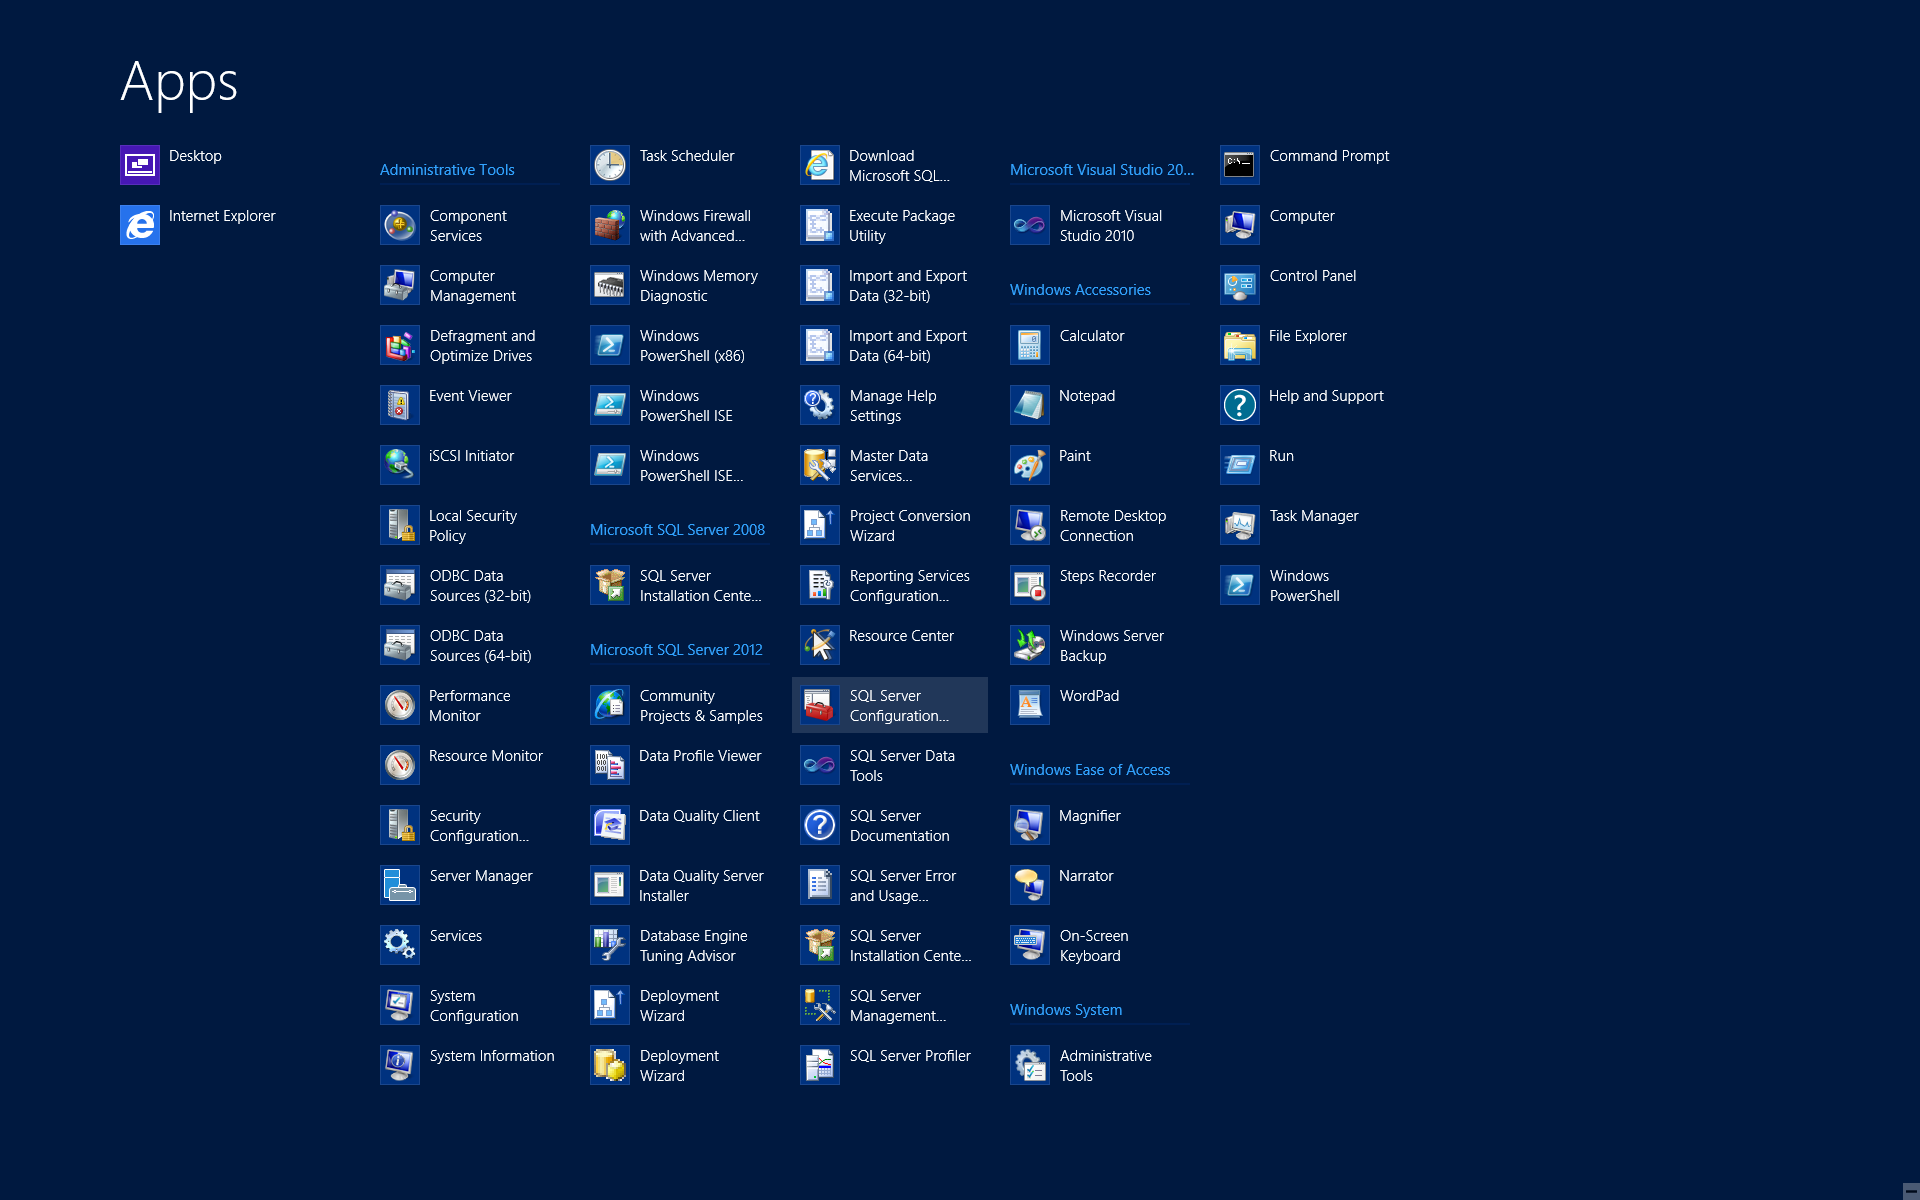 Apps
Desktop
Internet Explorer
Administrative Tools
Component
Services
Computer
Management
Defragment and
Optimize Drives
Event Viewer
iSCSI Initiator
Local Security
Policy
ODBC Data
Sources (32-bit)
ODBC Data
Sources (64-bit)
Performance
Monitor
Resource Monitor
Security
Configuration...
Server Manager
Services
System
Configuration
System Information
Task Scheduler
Windows Firewall
with Advanced...
Windows Memory
Diagnostic
Windows
PowerShell (x86)
Windows
PowerShell ISE
Windows
PowerShell ISE...
Microsoft SQL Server 2008
SQL Server
Installation Cente...
Microsoft SQL Server 2012
Community
Projects & Samples
Data Profile Viewer
Data Quality Client
Data Quality Server
Installer
Database Engine
Tuning Advisor
Deployment
Wizard
Deployment
Wizard
Download
Microsoft SQL...
Execute Package
Utility
Import and Export
Data (32-bit)
Import and Export
Data (64-bit)
Manage Help
Settings
Master Data
Services...
Project Conversion
Wizard
Reporting Services
Configuration...
Resource Center
SQL Server
Configuration...
SQL Server Data
Tools
SQL Server
Documentation
SQL Server Error
and Usage...
SQL Server
Installation Cente...
SQL Server
Management...
SQL Server Profiler
Microsoft Visual Studio 20...
Microsoft Visual
Studio 2010
Windows Accessories
Calculator
Notepad
Paint
Remote Desktop
Connection
Steps Recorder
Windows Server
Backup
WordPad
Windows Ease of Access
Magnifier
Narrator
On-Screen
Keyboard
Windows System
Administrative
Tools
Command Prompt
Computer
Control Panel
File Explorer
Help and Support
Run
Task Manager
Windows
PowerShell